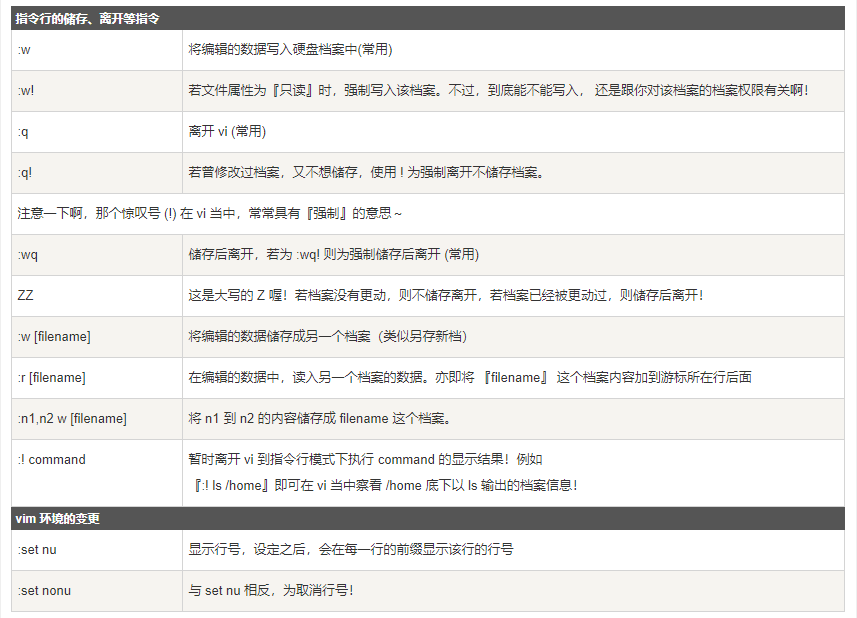 指令行的储存、离开等指令
:w 将编辑的数据写入硬盘档案中(常用)
:w! 若文件属性为『只读』时，强制写入该档案。不过，到底能不能写入， 还是跟你对该档案的档案权限有关啊！
:q 离开 vi (常用)
:q! 若曾修改过档案，又不想储存，使用 ! 为强制离开不储存档案。
注意一下啊，那个惊叹号 (!) 在 vi 当中，常常具有『强制』的意思～
:wq 储存后离开，若为 :wq! 则为强制储存后离开 (常用)
ZZ 这是大写的 Z 喔！若档案没有更动，则不储存离开，若档案已经被更动过，则储存后离开！
:w [filename] 将编辑的数据储存成另一个档案（类似另存新档）
:r [filename] 在编辑的数据中，读入另一个档案的数据。亦即将 『filename』 这个档案内容加到游标所在行后面
:n1,n2 w [filename] 将 n1 到 n2 的内容储存成 filename 这个档案。
:! command 暂时离开 vi 到指令行模式下执行 command 的显示结果！例如
『:! ls /home』即可在 vi 当中察看 /home 底下以 ls 输出的档案信息！
vim 环境的变更
:set nu 显示行号，设定之后，会在每一行的前缀显示该行的行号
:set nonu 与 set nu 相反，为取消行号！